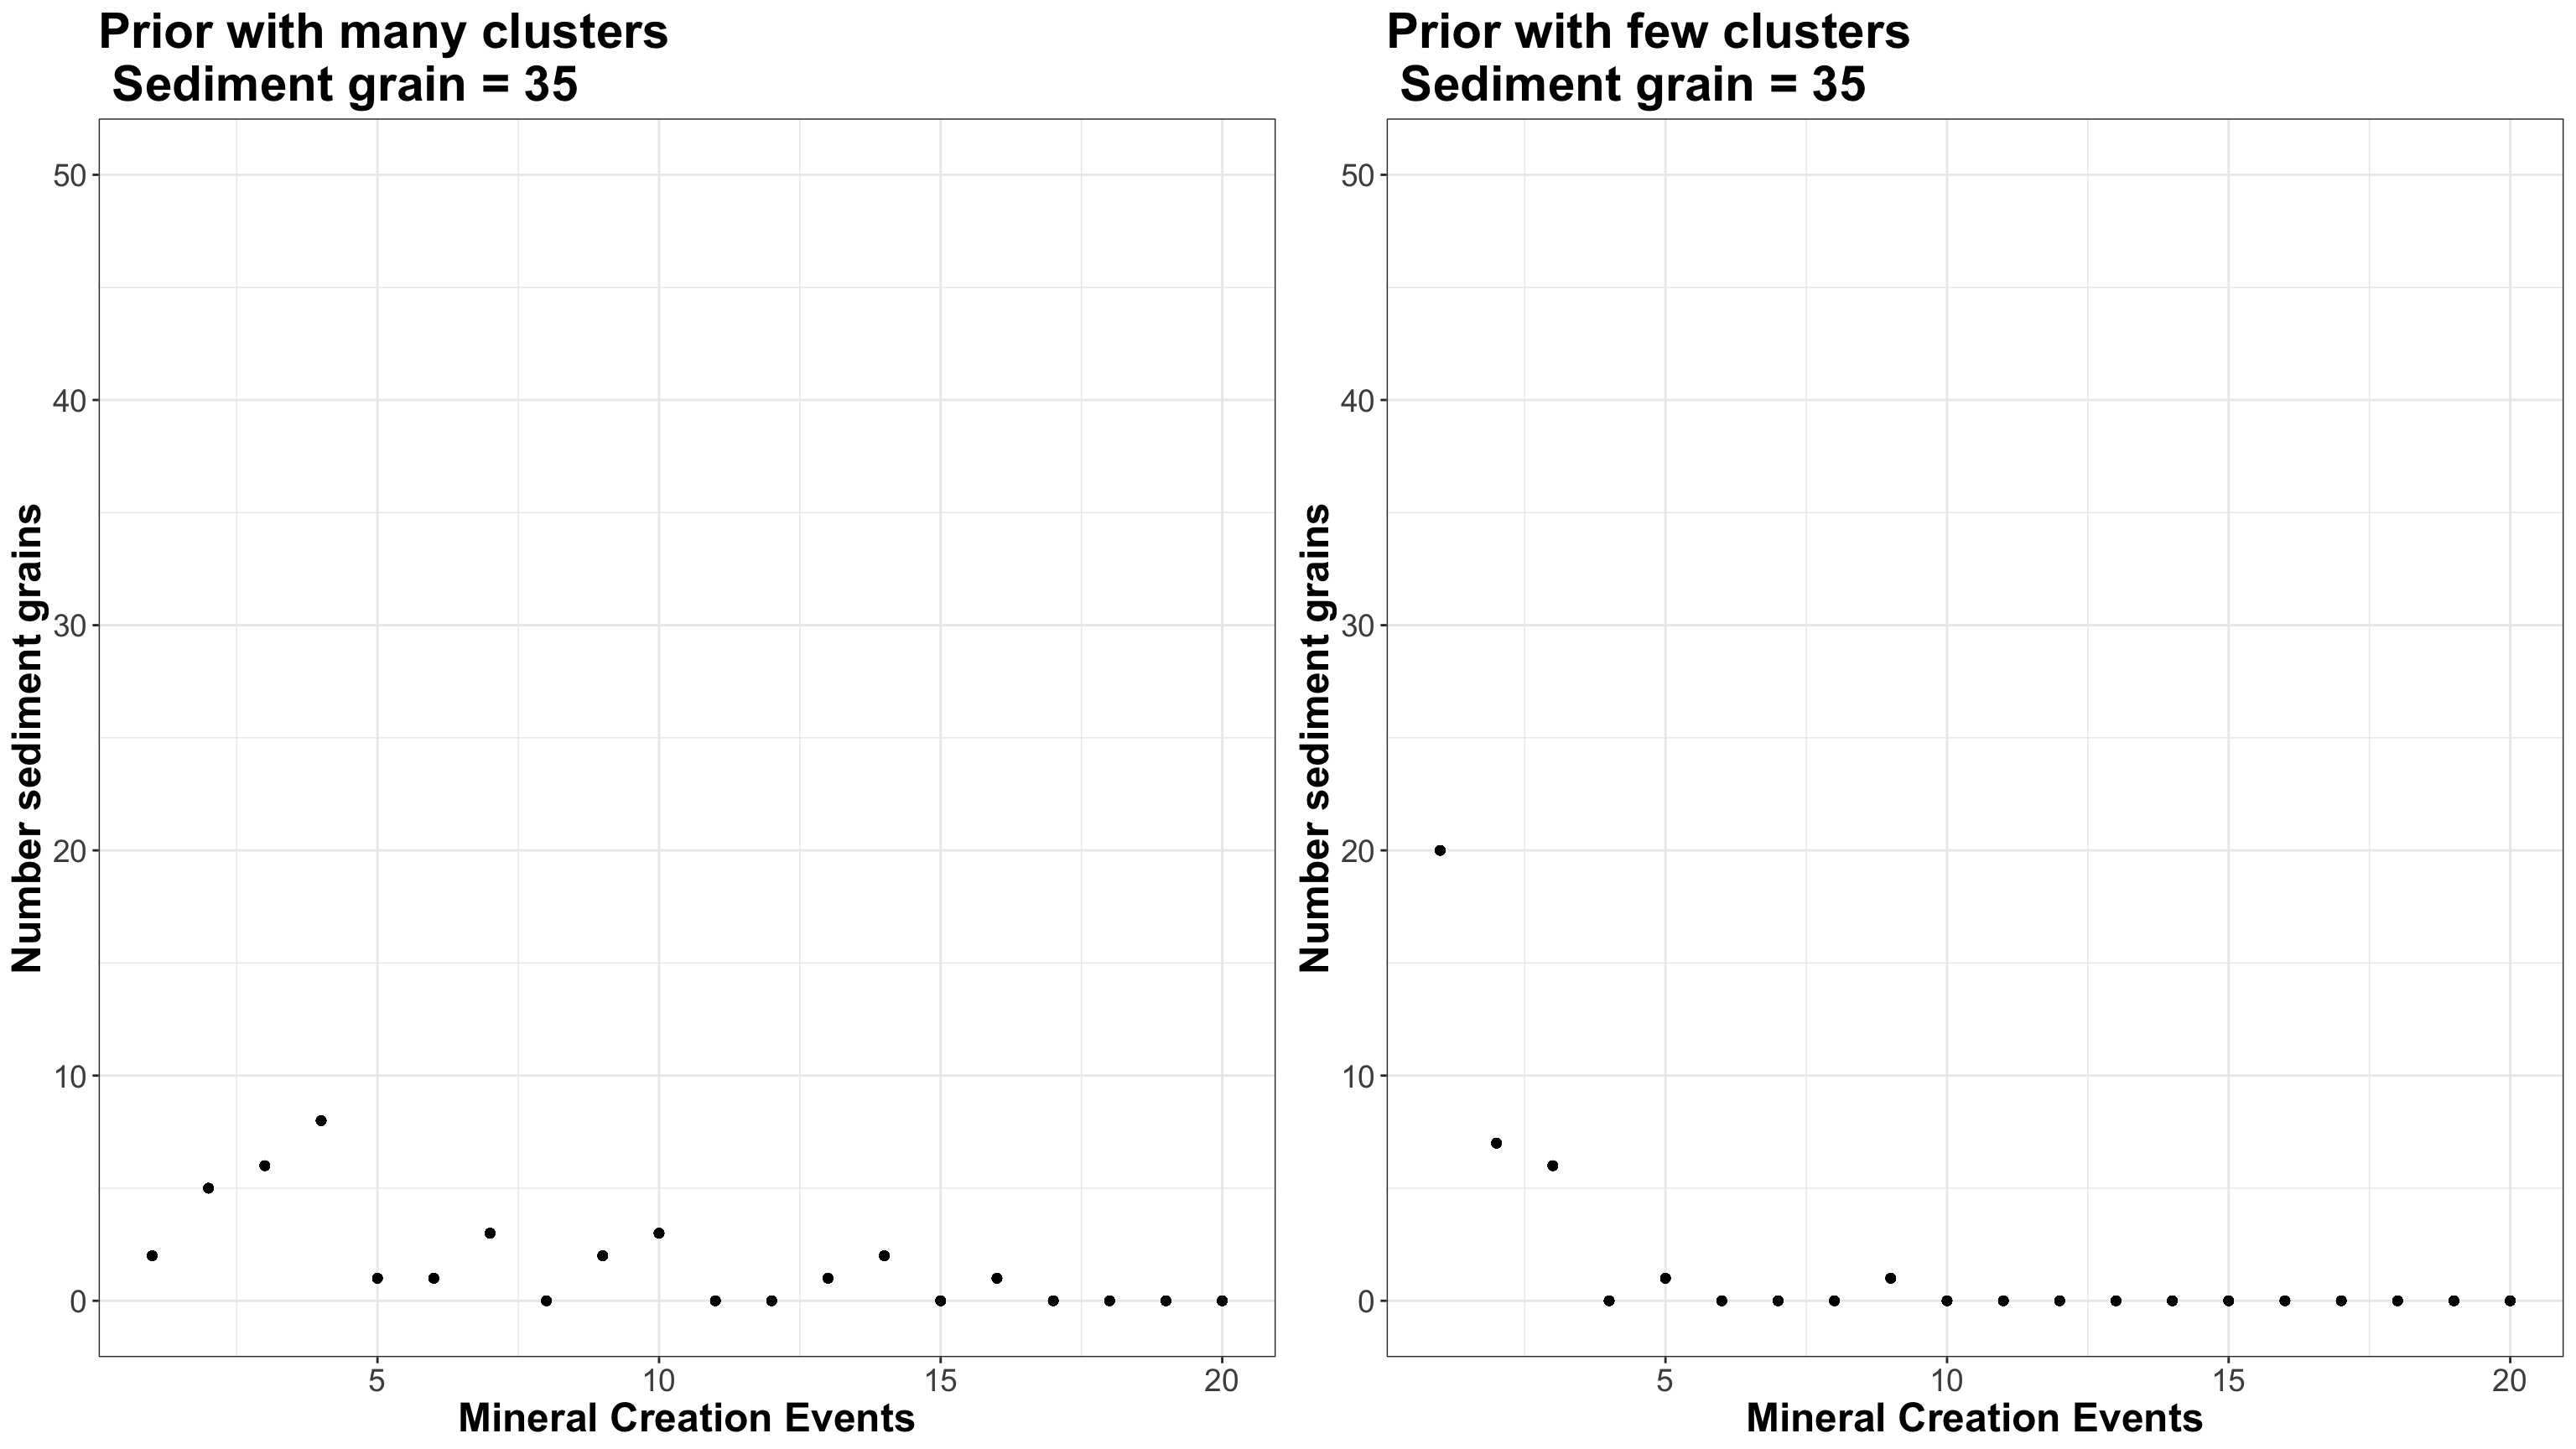 Prior with many clusters
Sediment grain = 35
50
40
30
20
10
0
Number sediment grains
5 10 15 20
Mineral Creation Events
Prior with few clusters
Sediment grain = 35
50
40
30
20
10
0
Number sediment grains
5 10 15 20
Mineral Creation Events